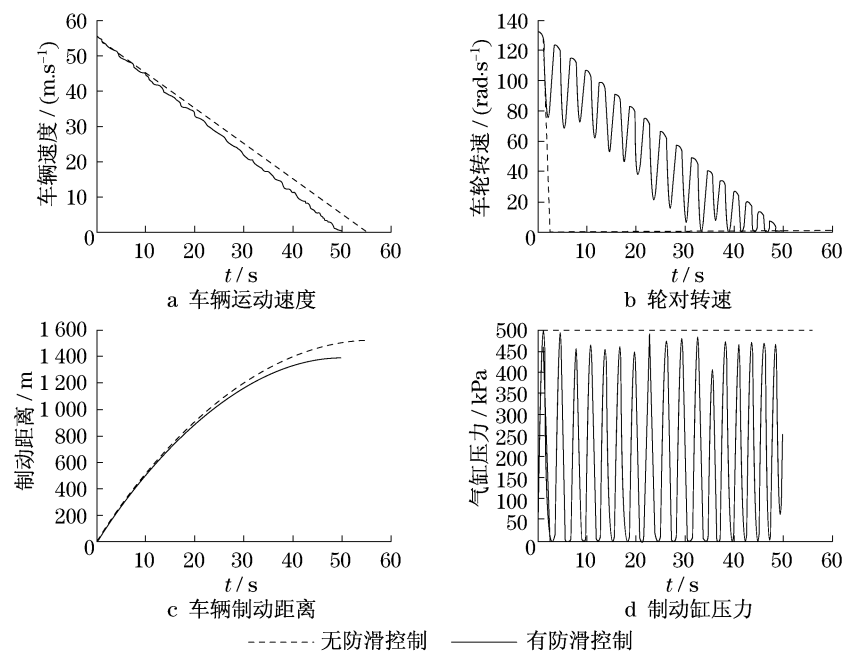 60
50
40
30
20
10
0
10 20 30 40 50 60
车辆速度 / (m.s⁻¹)
t / s
a 车辆运动速度
140
120
100
80
60
40
20
0
10 20 30 40 50 60
车轮转速 / (rad·s⁻¹)
t / s
b 轮对转速
1 600
1 400
1 200
1 000
800
600
400
200
0
10 20 30 40 50 60
制动距离 / m
t / s
c 车辆制动距离
500
450
400
350
300
450
200
150
100
50
0
10 20 30 40 50 60
气缸压力 / kPa
t / s
d 制动缸压力
无防滑控制 有防滑控制